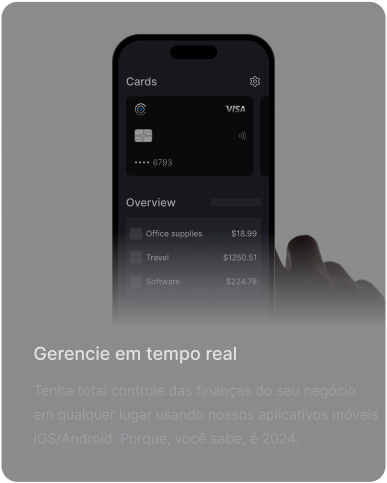 Cards
VISA
•••• 6793
Overview
Office supplies $18.99
Travel $1250.51
Software $224.76
Gerencie em tempo real
Tenha total controle das finanças do seu negócio
em qualquer lugar usando nossos aplicativos móveis
iOS/Android. Porque, você sabe, é 2024.